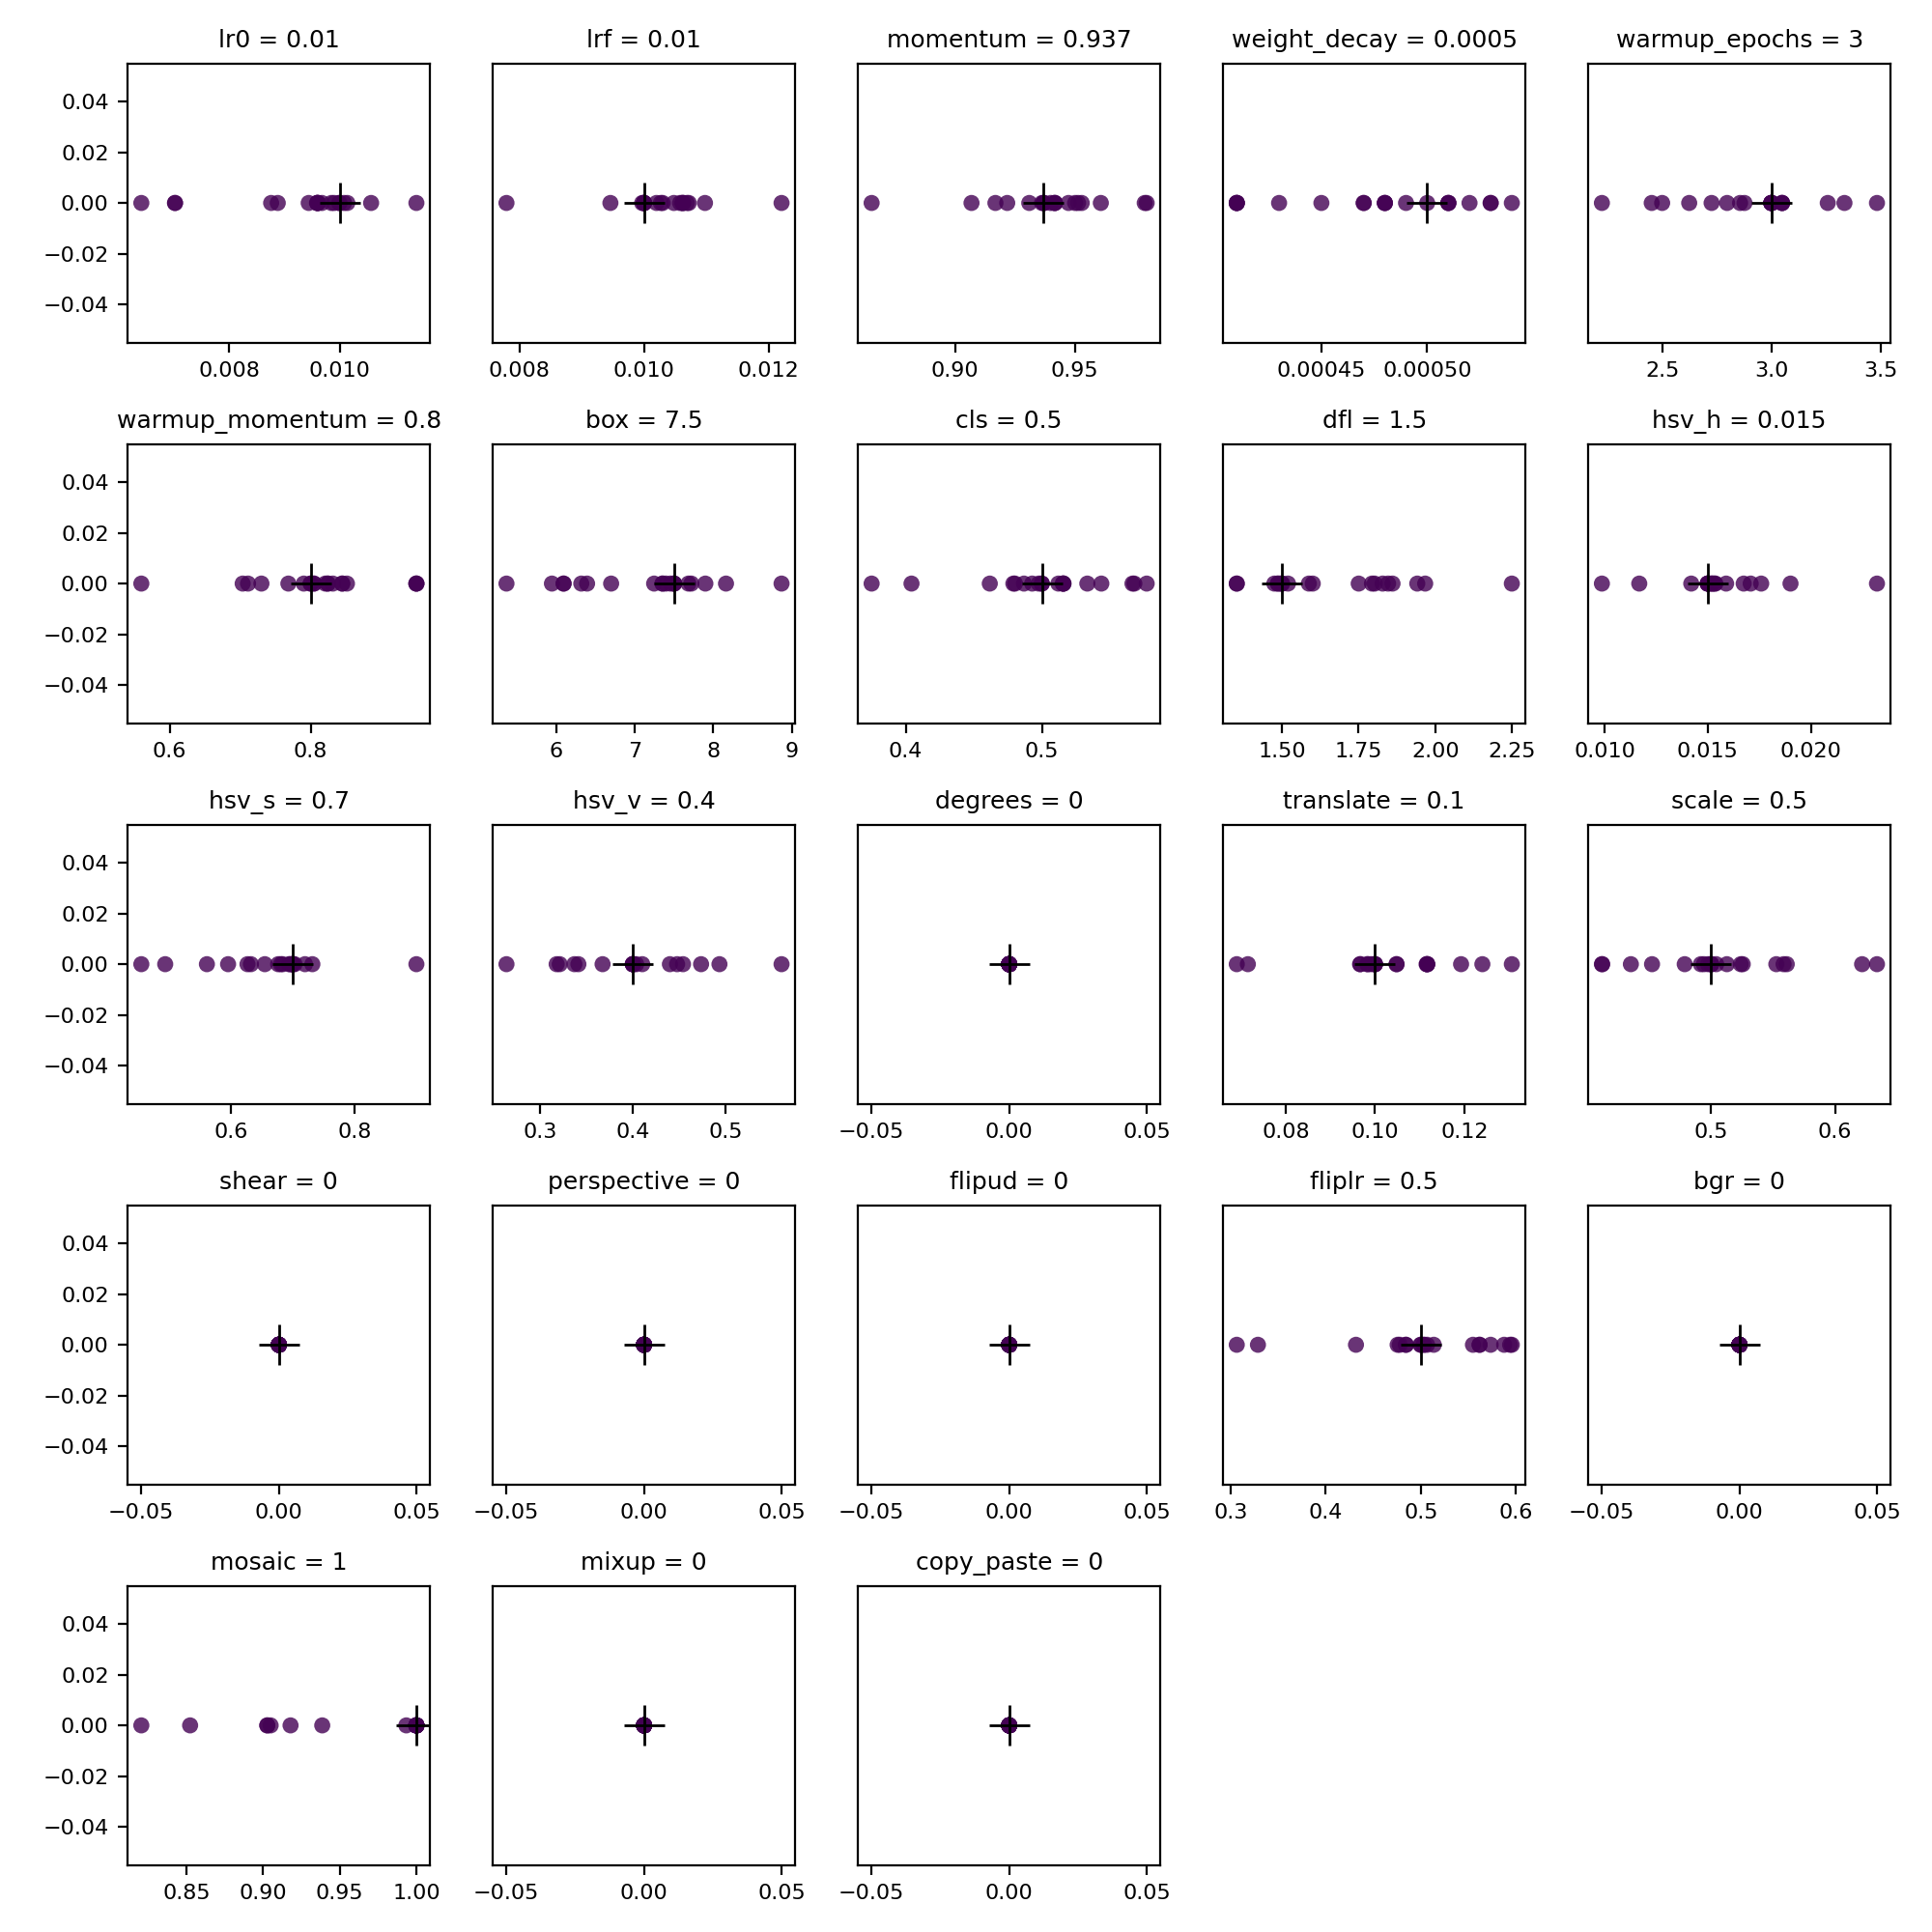 lr0 = 0.01 lrf = 0.01 momentum = 0.937 weight_decay = 0.0005 warmup_epochs = 3
0.04
0.02
0.00
−0.02
−0.04
0.008 0.010 0.008 0.010 0.012 0.90 0.95 0.00045 0.00050 2.5 3.0 3.5
warmup_momentum = 0.8 box = 7.5 cls = 0.5 dfl = 1.5 hsv_h = 0.015
0.04
0.02
0.00
−0.02
−0.04
0.6 0.8 6 7 8 9 0.4 0.5 1.50 1.75 2.00 2.25 0.010 0.015 0.020
hsv_s = 0.7 hsv_v = 0.4 degrees = 0 translate = 0.1 scale = 0.5
0.04
0.02
0.00
−0.02
−0.04
0.6 0.8 0.3 0.4 0.5 −0.05 0.00 0.05 0.08 0.10 0.12 0.5 0.6
shear = 0 perspective = 0 flipud = 0 fliplr = 0.5 bgr = 0
0.04
0.02
0.00
−0.02
−0.04
−0.05 0.00 0.05 −0.05 0.00 0.05 −0.05 0.00 0.05 0.3 0.4 0.5 0.6 −0.05 0.00 0.05
mosaic = 1 mixup = 0 copy_paste = 0
0.04
0.02
0.00
−0.02
−0.04
0.85 0.90 0.95 1.00 −0.05 0.00 0.05 −0.05 0.00 0.05